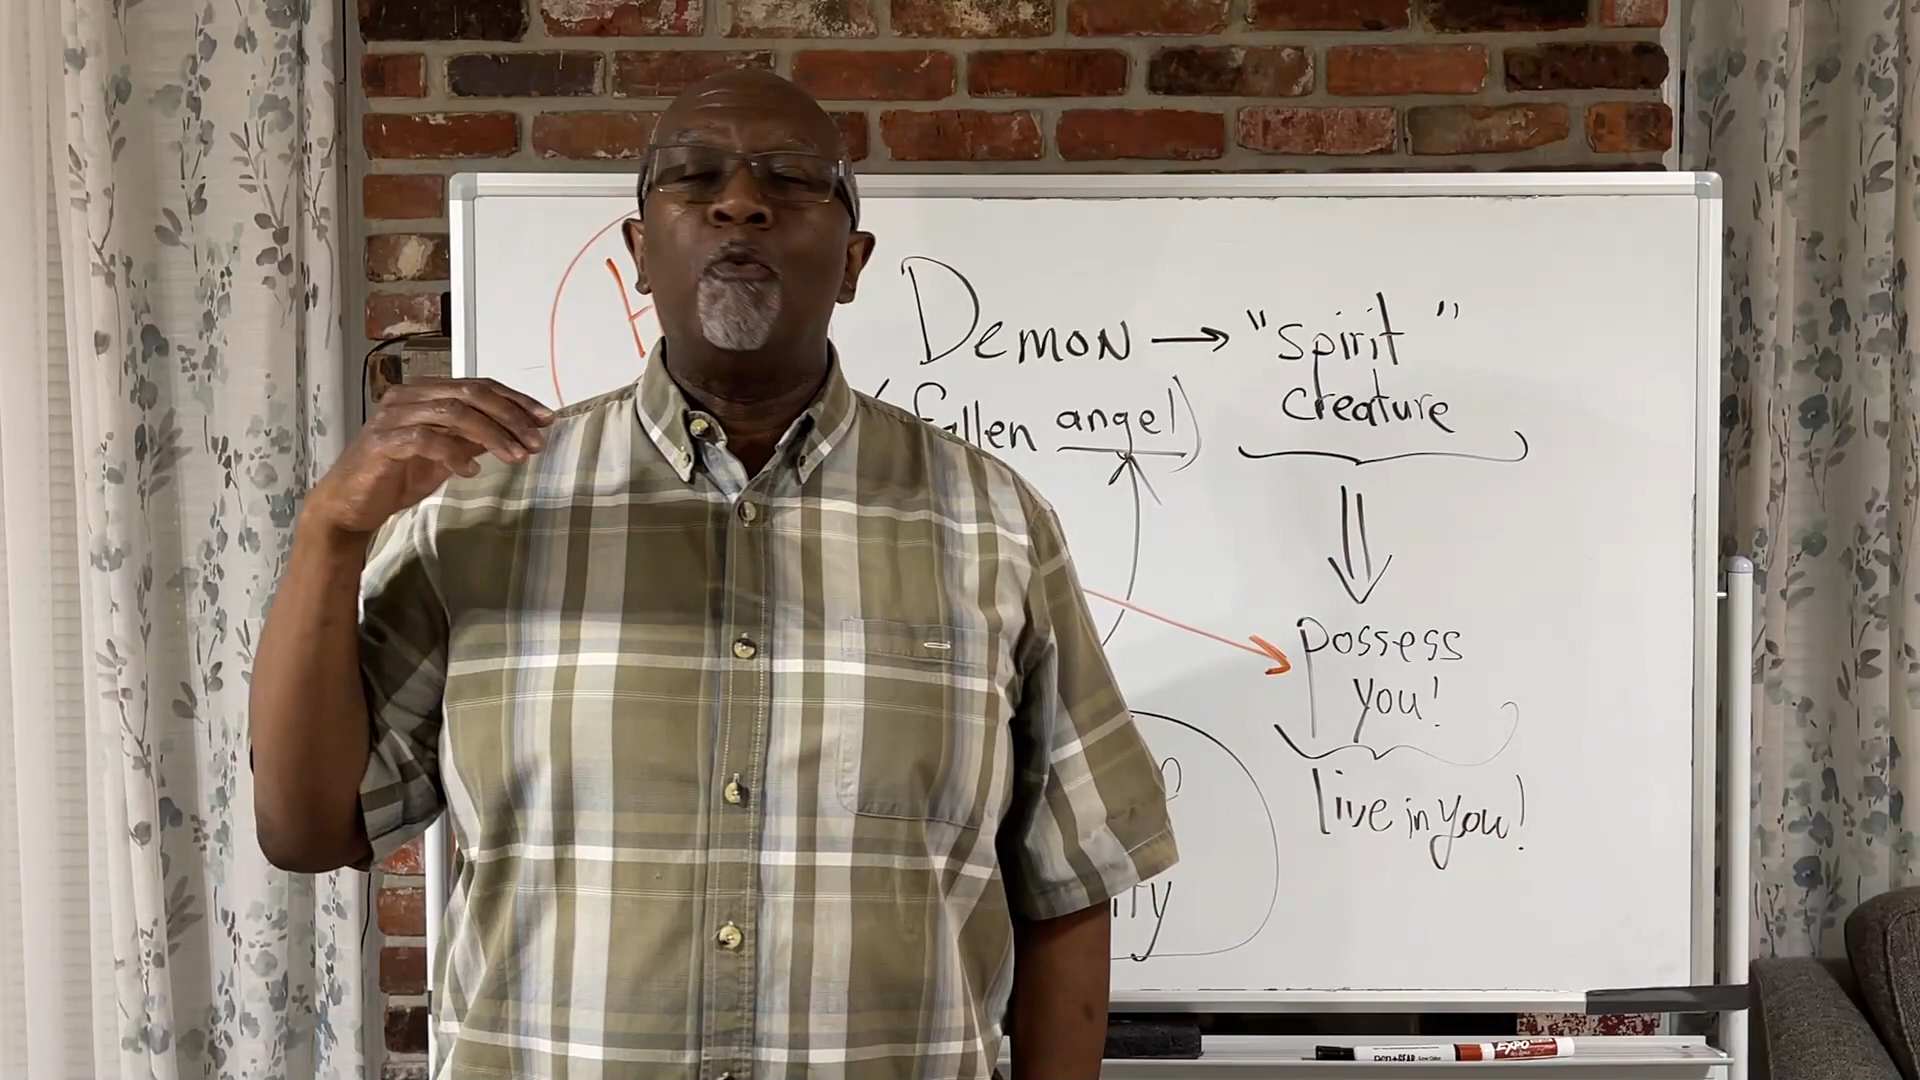 Demon → "spirit"
creature
(fallen angel)
possess
you!
live in you!
EXPO